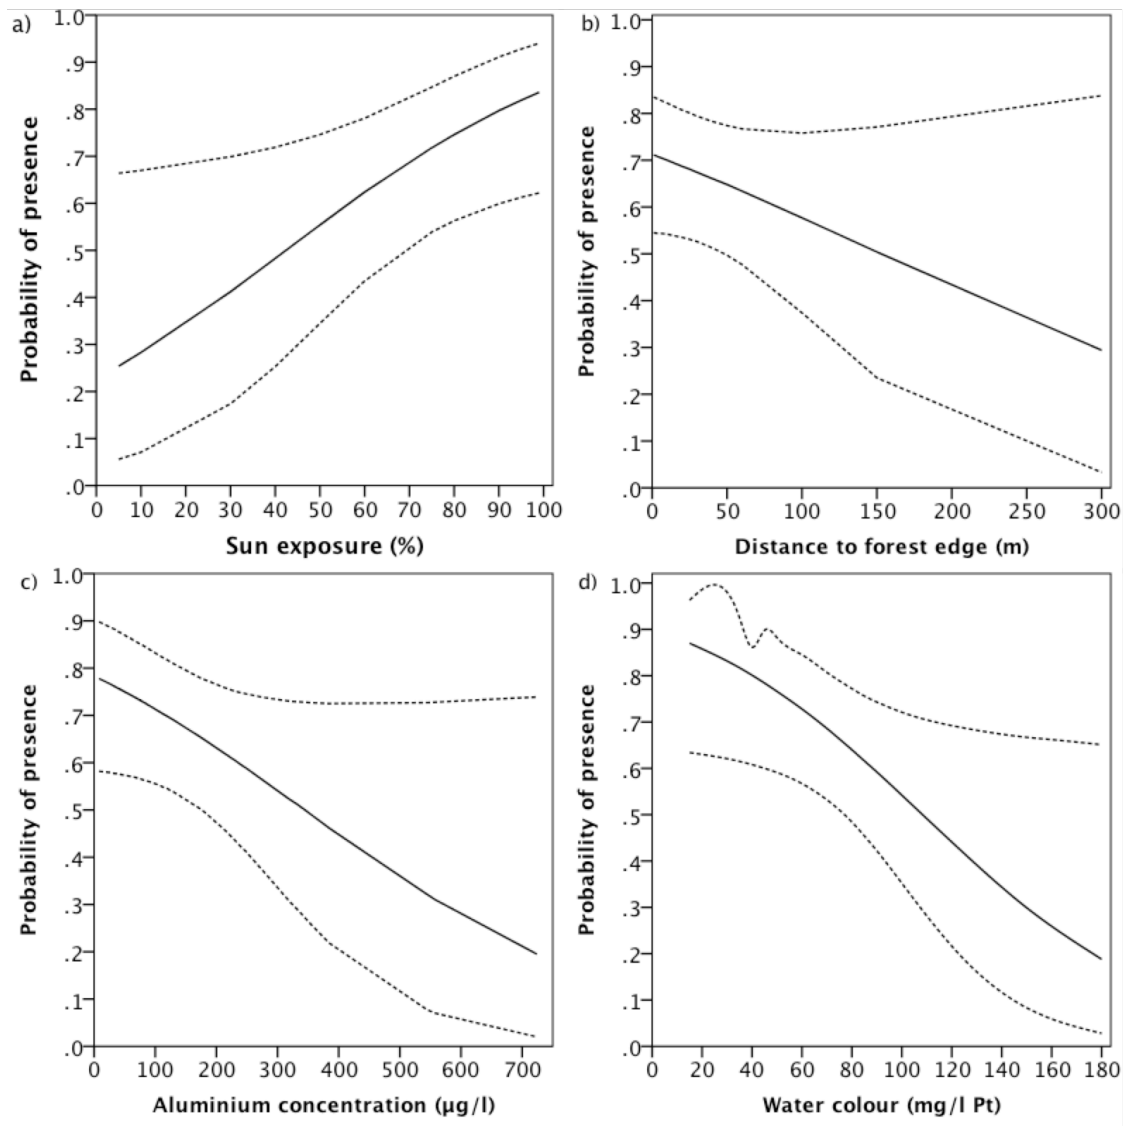 a)
1.0
.9
.8
.7
.6
.5
.4
.3
.2
.1
.0
Probability of presence
0 10 20 30 40 50 60 70 80 90 100
Sun exposure (%)
b)
1.0
.9
.8
.7
.6
.5
.4
.3
.2
.1
.0
Probability of presence
0 50 100 150 200 250 300
Distance to forest edge (m)
c)
1.0
.9
.8
.7
.6
.5
.4
.3
.2
.1
.0
Probability of presence
0 100 200 300 400 500 600 700
Aluminium concentration (μg/l)
d)
1.0
.9
.8
.7
.6
.5
.4
.3
.2
.1
.0
Probability of presence
0 20 40 60 80 100 120 140 160 180
Water colour (mg/l Pt)